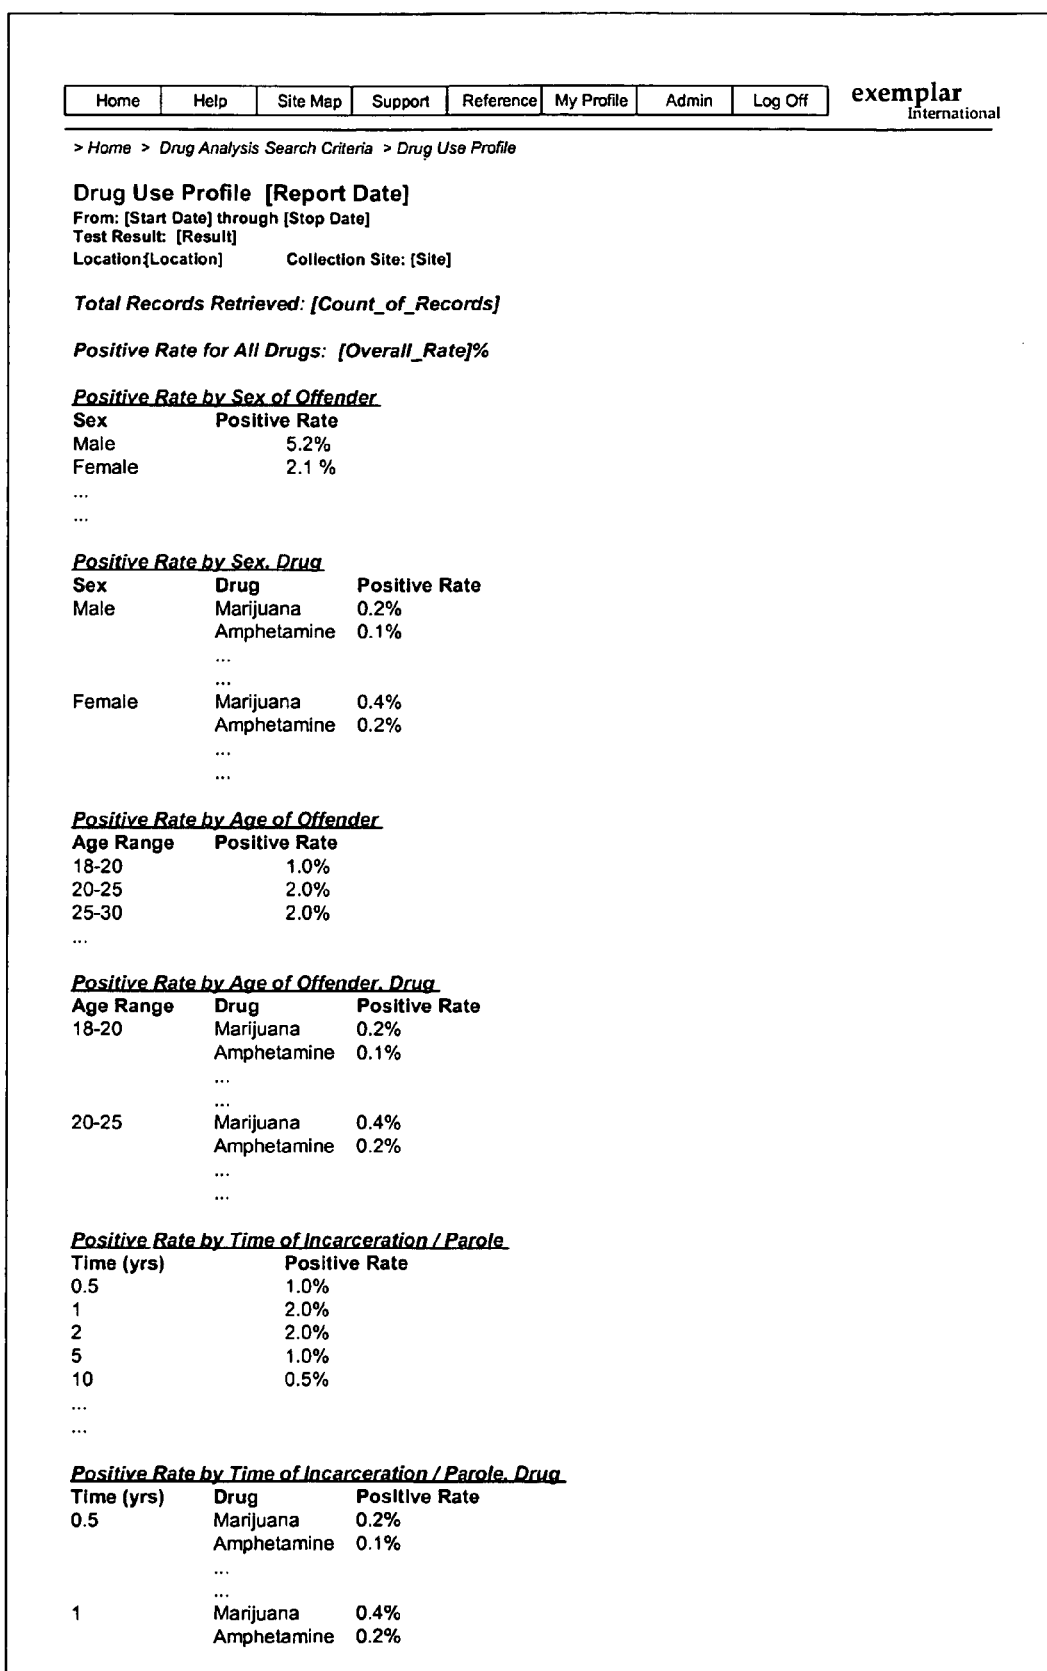 Home Help Site Map Support Reference My Profile Admin Log Off exemplar
International
> Home > Drug Analysis Search Criteria > Drug Use Profile
Drug Use Profile [Report Date]
From: [Start Date] through [Stop Date]
Test Result: [Result]
Location:[Location] Collection Site: [Site]
Total Records Retrieved: [Count_of_Records]
Positive Rate for All Drugs: [Overall_Rate]%
Positive Rate by Sex of Offender
Sex Positive Rate
Male 5.2%
Female 2.1 %
...
...
Positive Rate by Sex, Drug
Sex Drug Positive Rate
Male Marijuana 0.2%
Amphetamine 0.1%
...
...
Female Marijuana 0.4%
Amphetamine 0.2%
...
...
Positive Rate by Age of Offender
Age Range Positive Rate
18-20 1.0%
20-25 2.0%
25-30 2.0%
...
Positive Rate by Age of Offender, Drug
Age Range Drug Positive Rate
18-20 Marijuana 0.2%
Amphetamine 0.1%
...
...
20-25 Marijuana 0.4%
Amphetamine 0.2%
...
...
Positive Rate by Time of Incarceration / Parole
Time (yrs) Positive Rate
0.5 1.0%
1 2.0%
2 2.0%
5 1.0%
10 0.5%
...
...
Positive Rate by Time of Incarceration / Parole, Drug
Time (yrs) Drug Positive Rate
0.5 Marijuana 0.2%
Amphetamine 0.1%
...
...
1 Marijuana 0.4%
Amphetamine 0.2%